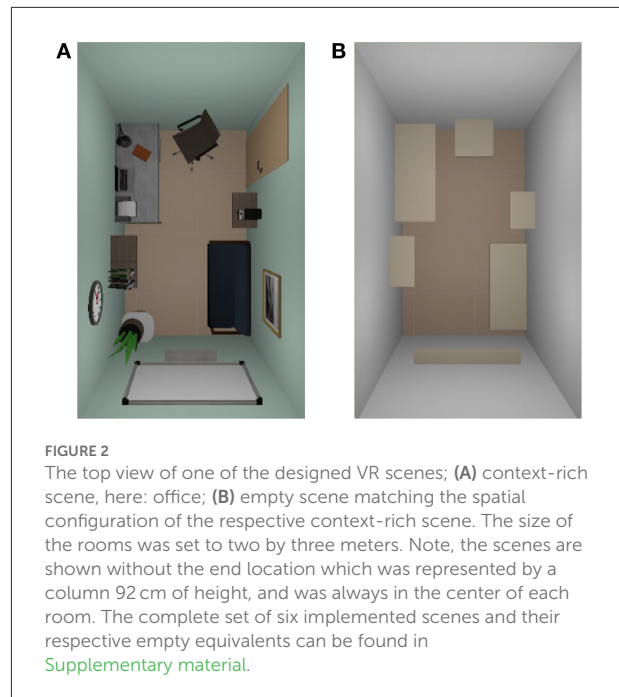 A
B
FIGURE 2
The top view of one of the designed VR scenes; (A) context-rich
scene, here: office; (B) empty scene matching the spatial
configuration of the respective context-rich scene. The size of
the rooms was set to two by three meters. Note, the scenes are
shown without the end location which was represented by a
column 92 cm of height, and was always in the center of each
room. The complete set of six implemented scenes and their
respective empty equivalents can be found in
Supplementary material.